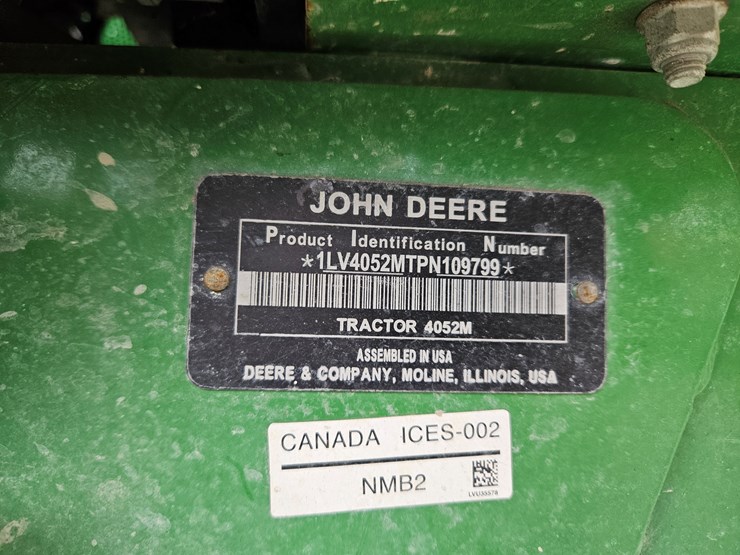 JOHN DEERE
Product Identification Number
*1LV4052MTPN109799*
TRACTOR 4052M
ASSEMBLED IN USA
DEERE & COMPANY, MOLINE, ILLINOIS, USA
CANADA ICES-002
NMB2